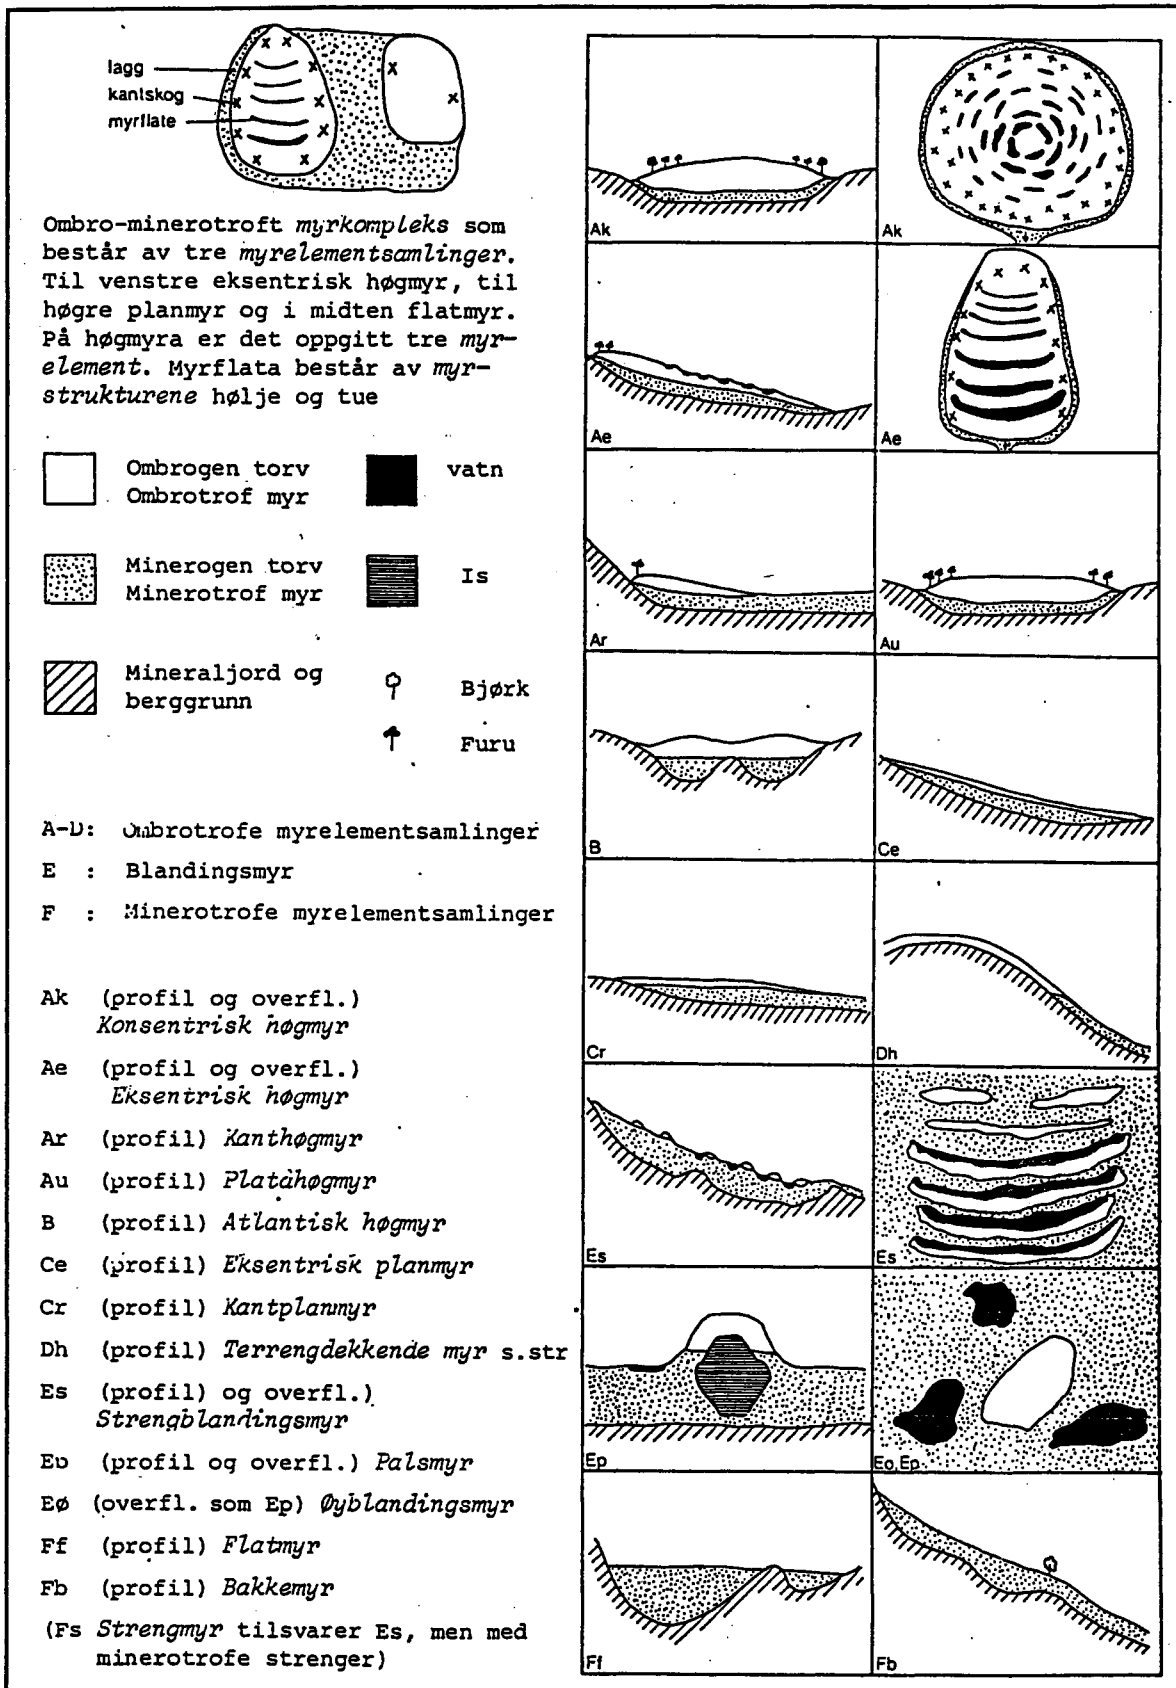 lagg
kantskog
myrflate
Ombro-minerotroft myrkompleks som
består av tre myrelementsamlinger.
Til venstre eksentrisk høgmyr, til
høgre planmyr og i midten flatmyr.
På høgmyra er det oppgitt tre myr-
element. Myrflata består av myr-
strukturene hølje og tue
Ombrogen torv
Ombrotrof myr
vatn
Minerogen torv
Minerotrof myr
Is
Mineraljord og
berggrunn
Bjørk
Furu
A-D: Ombrotrofe myrelementsamlinger
E : Blandingsmyr
F : Minerotrofe myrelementsamlinger
Ak (profil og overfl.)
Konsentrisk høgmyr
Ae (profil og overfl.)
Eksentrisk høgmyr
Ar (profil) Kanthøgmyr
Au (profil) Platåhøgmyr
B (profil) Atlantisk høgmyr
Ce (profil) Eksentrisk planmyr
Cr (profil) Kantplanmyr
Dh (profil) Terrengdekkende myr s.str
Es (profil) og overfl.)
Strengblandingsmyr
Ep (profil og overfl.) Palsmyr
Eø (overfl. som Ep) Øyblandingsmyr
Ff (profil) Flatmyr
Fb (profil) Bakkemyr
(Fs Strengmyr tilsvarer Es, men med
minerotrofe strenger)
Ak
Ak
Ae
Ae
Ar
Au
B
Ce
Cr
Dh
Es
Es
Ep
Eo, Ep
Ff
Fb